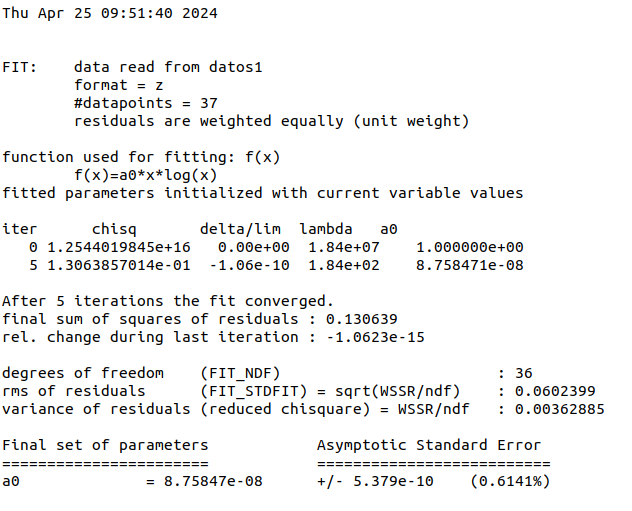 Thu Apr 25 09:51:40 2024
FIT:    data read from datos1
        format = z
        #datapoints = 37
        residuals are weighted equally (unit weight)
function used for fitting: f(x)
        f(x)=a0*x*log(x)
fitted parameters initialized with current variable values
iter      chisq       delta/lim  lambda   a0
   0 1.2544019845e+16   0.00e+00  1.84e+07    1.000000e+00
   5 1.3063857014e-01  -1.06e-10  1.84e+02    8.758471e-08
After 5 iterations the fit converged.
final sum of squares of residuals : 0.130639
rel. change during last iteration : -1.0623e-15
degrees of freedom    (FIT_NDF)                        : 36
rms of residuals      (FIT_STDFIT) = sqrt(WSSR/ndf)    : 0.0602399
variance of residuals (reduced chisquare) = WSSR/ndf   : 0.00362885
Final set of parameters            Asymptotic Standard Error
=======================            ==========================
a0              = 8.75847e-08      +/- 5.379e-10    (0.6141%)